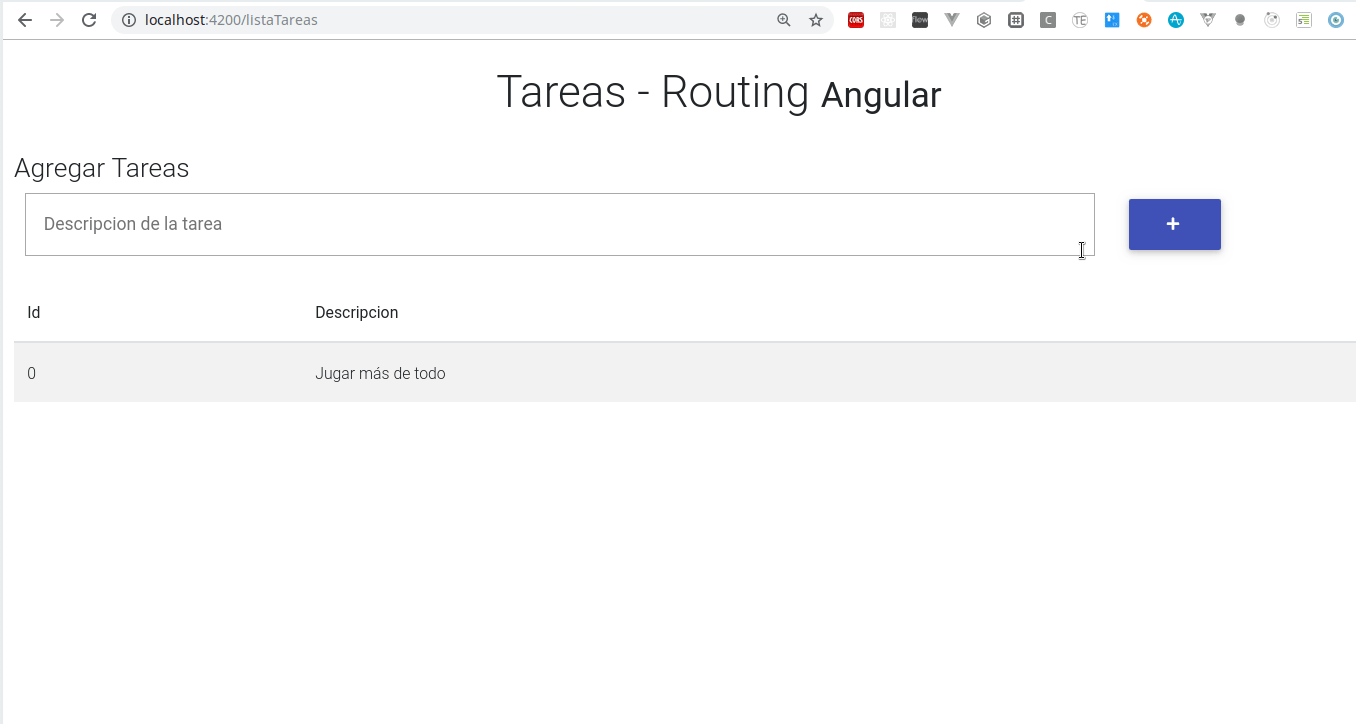 localhost:4200/listaTareas
CORS
flow
C
TE
Tareas - Routing Angular
Agregar Tareas
Descripcion de la tarea
+
Id Descripcion
0 Jugar más de todo